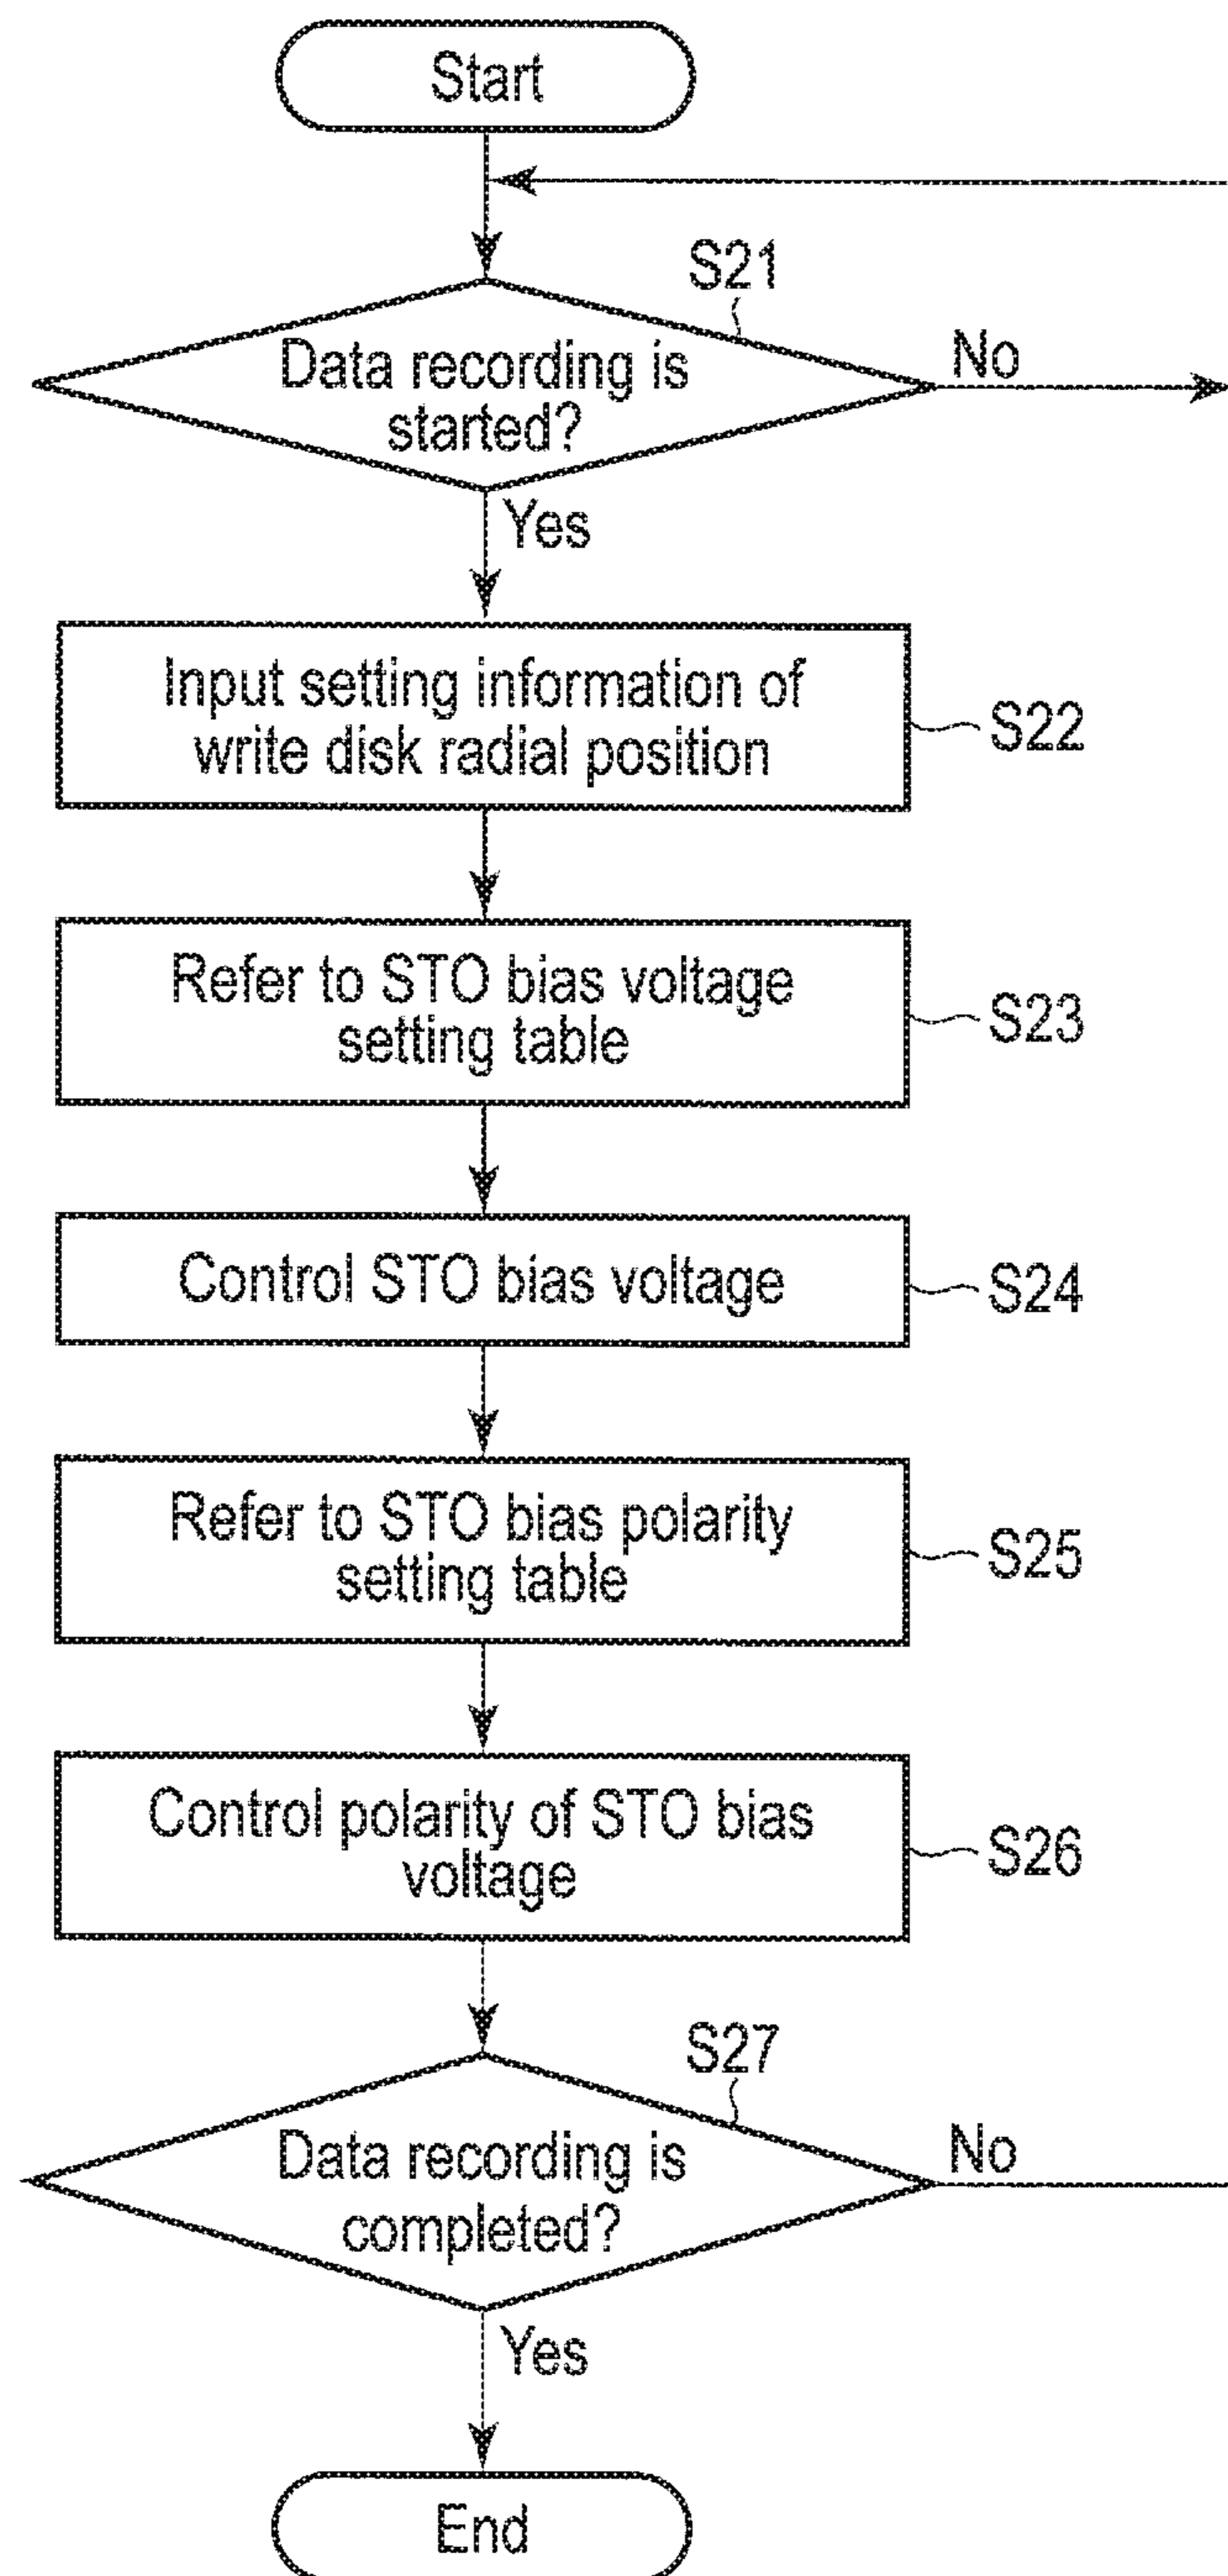 Start
S21
Data recording is
started?
No
Yes
Input setting information of
write disk radial position
S22
Refer to STO bias voltage
setting table
S23
Control STO bias voltage
S24
Refer to STO bias polarity
setting table
S25
Control polarity of STO bias
voltage
S26
S27
Data recording is
completed?
No
Yes
End